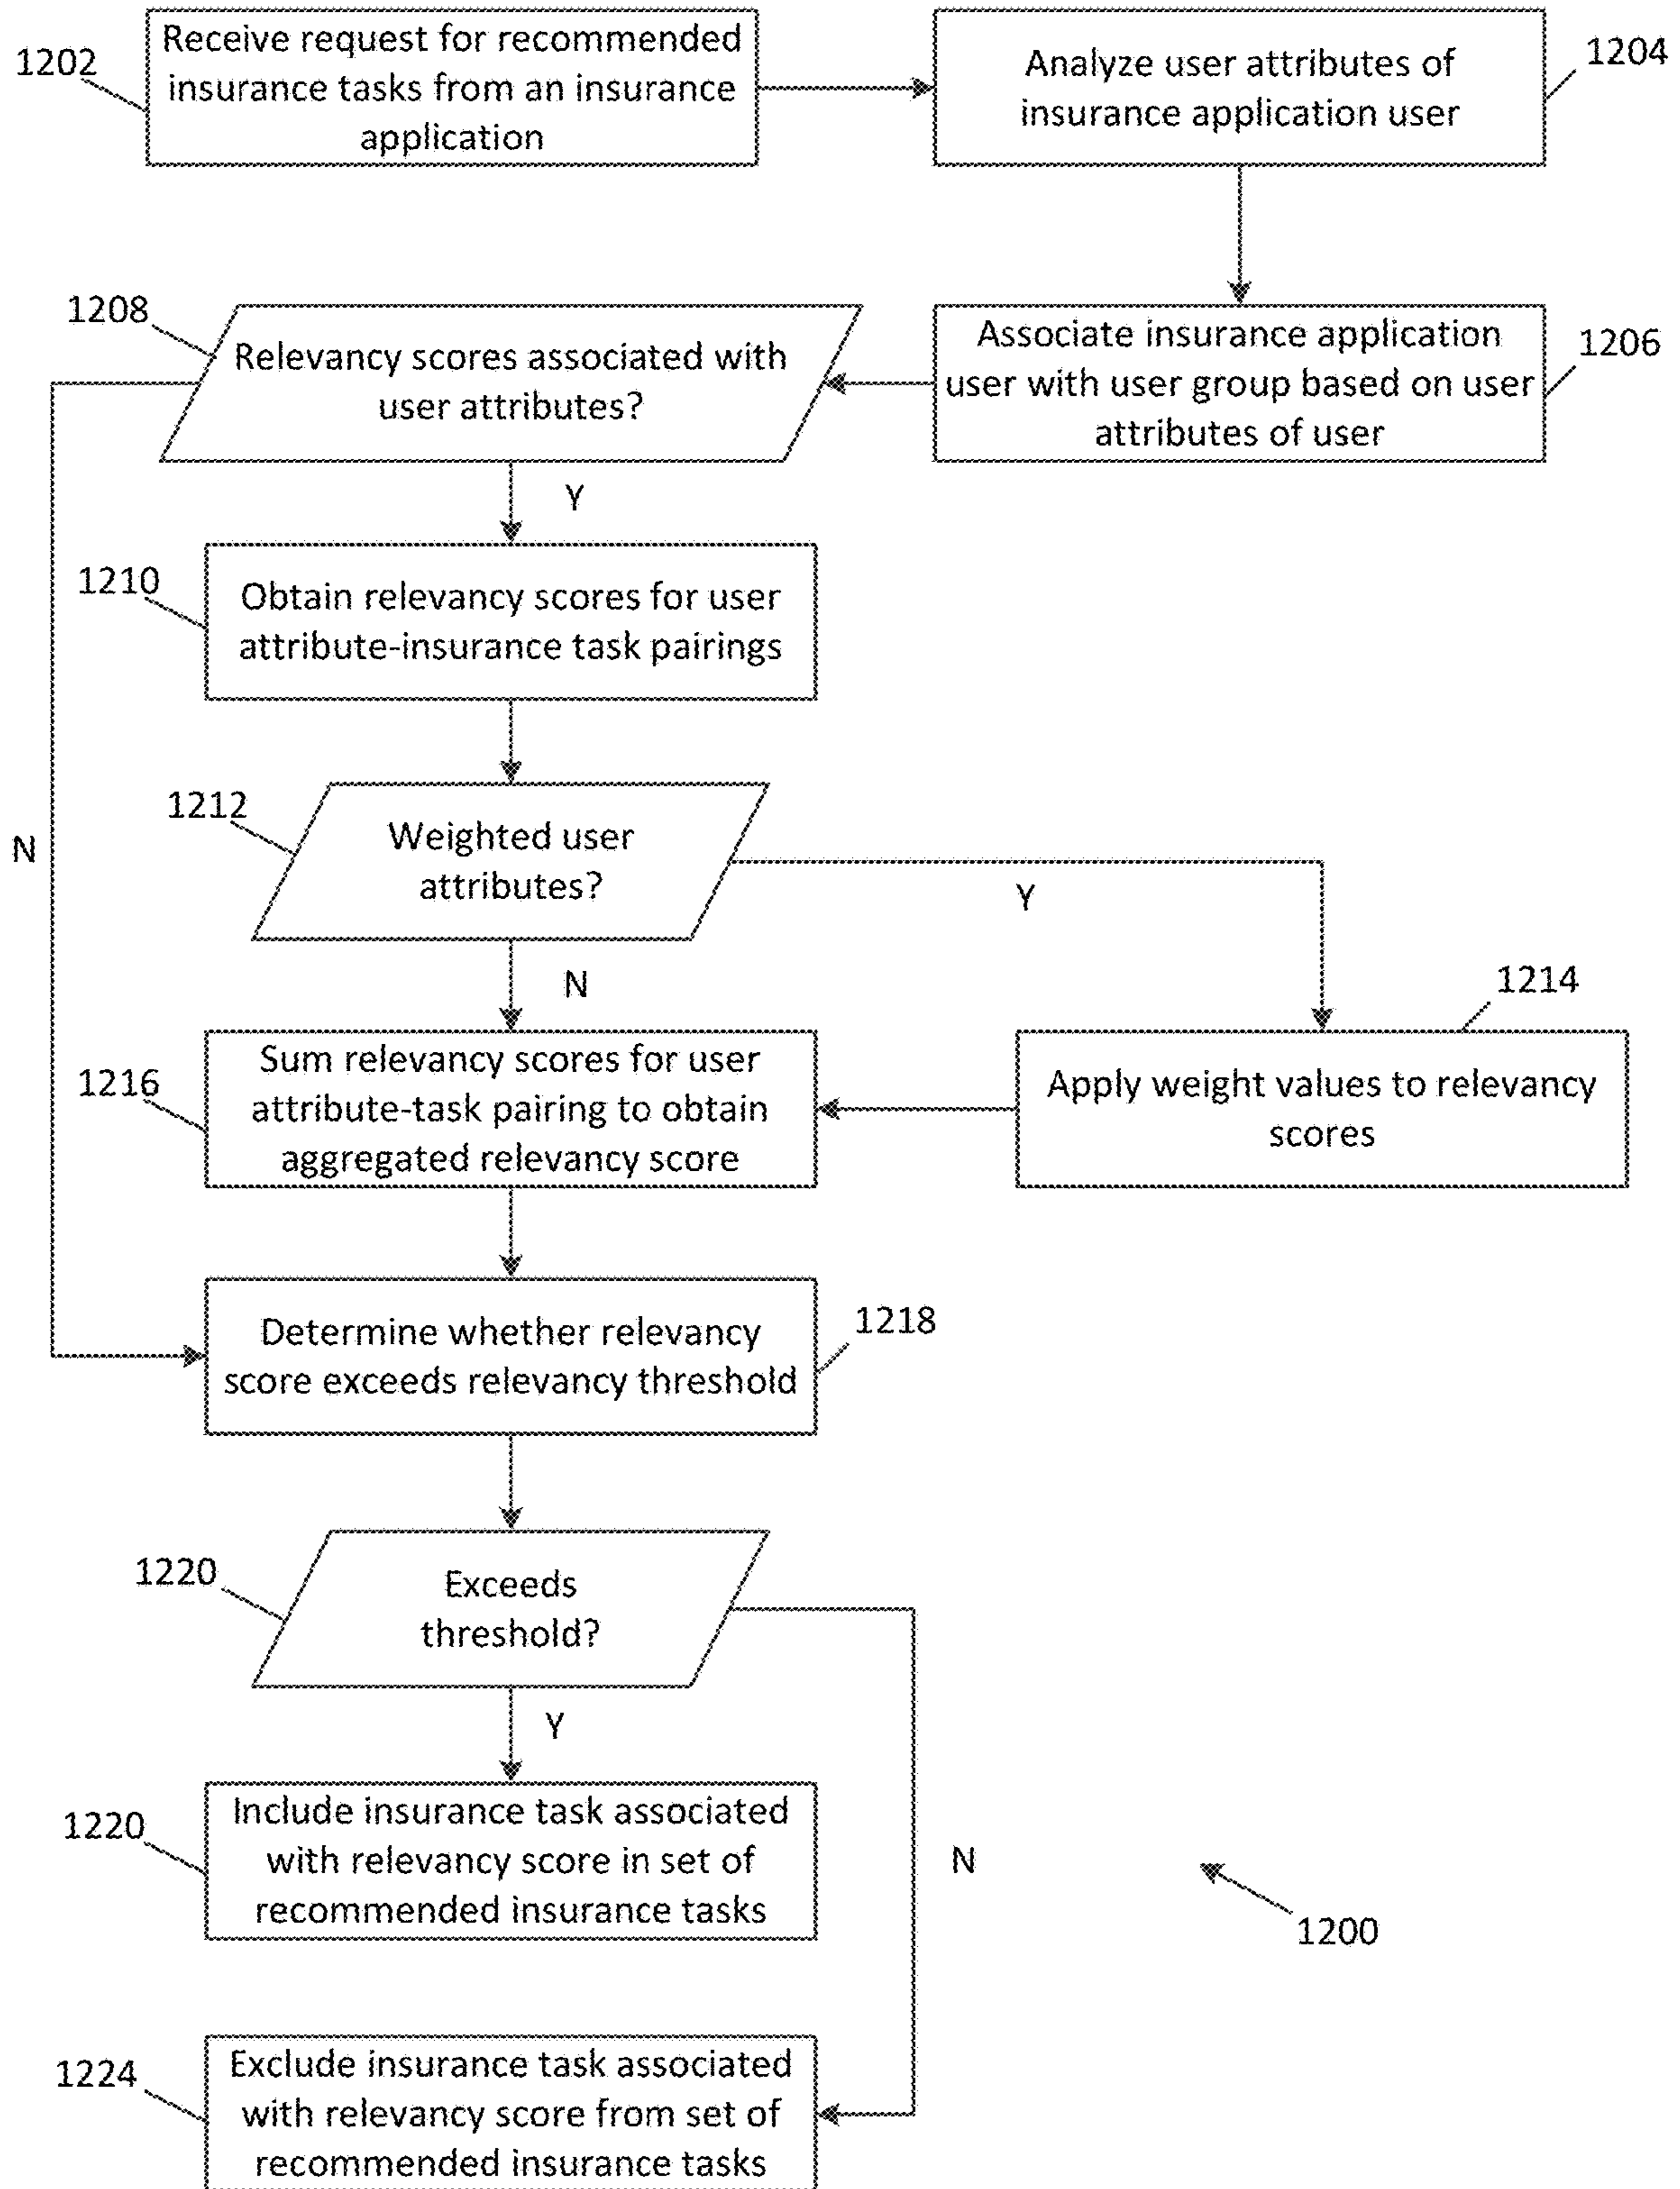 1202
Receive request for recommended
insurance tasks from an insurance
application
Analyze user attributes of
insurance application user
1204
1208
Relevancy scores associated with
user attributes?
Associate insurance application
user with user group based on user
attributes of user
1206
Y
1210
Obtain relevancy scores for user
attribute-insurance task pairings
N
1212
Weighted user
attributes?
Y
N
1214
1216
Sum relevancy scores for user
attribute-task pairing to obtain
aggregated relevancy score
Apply weight values to relevancy
scores
Determine whether relevancy
score exceeds relevancy threshold
1218
1220
Exceeds
threshold?
Y
1220
Include insurance task associated
with relevancy score in set of
recommended insurance tasks
N
1200
1224
Exclude insurance task associated
with relevancy score from set of
recommended insurance tasks